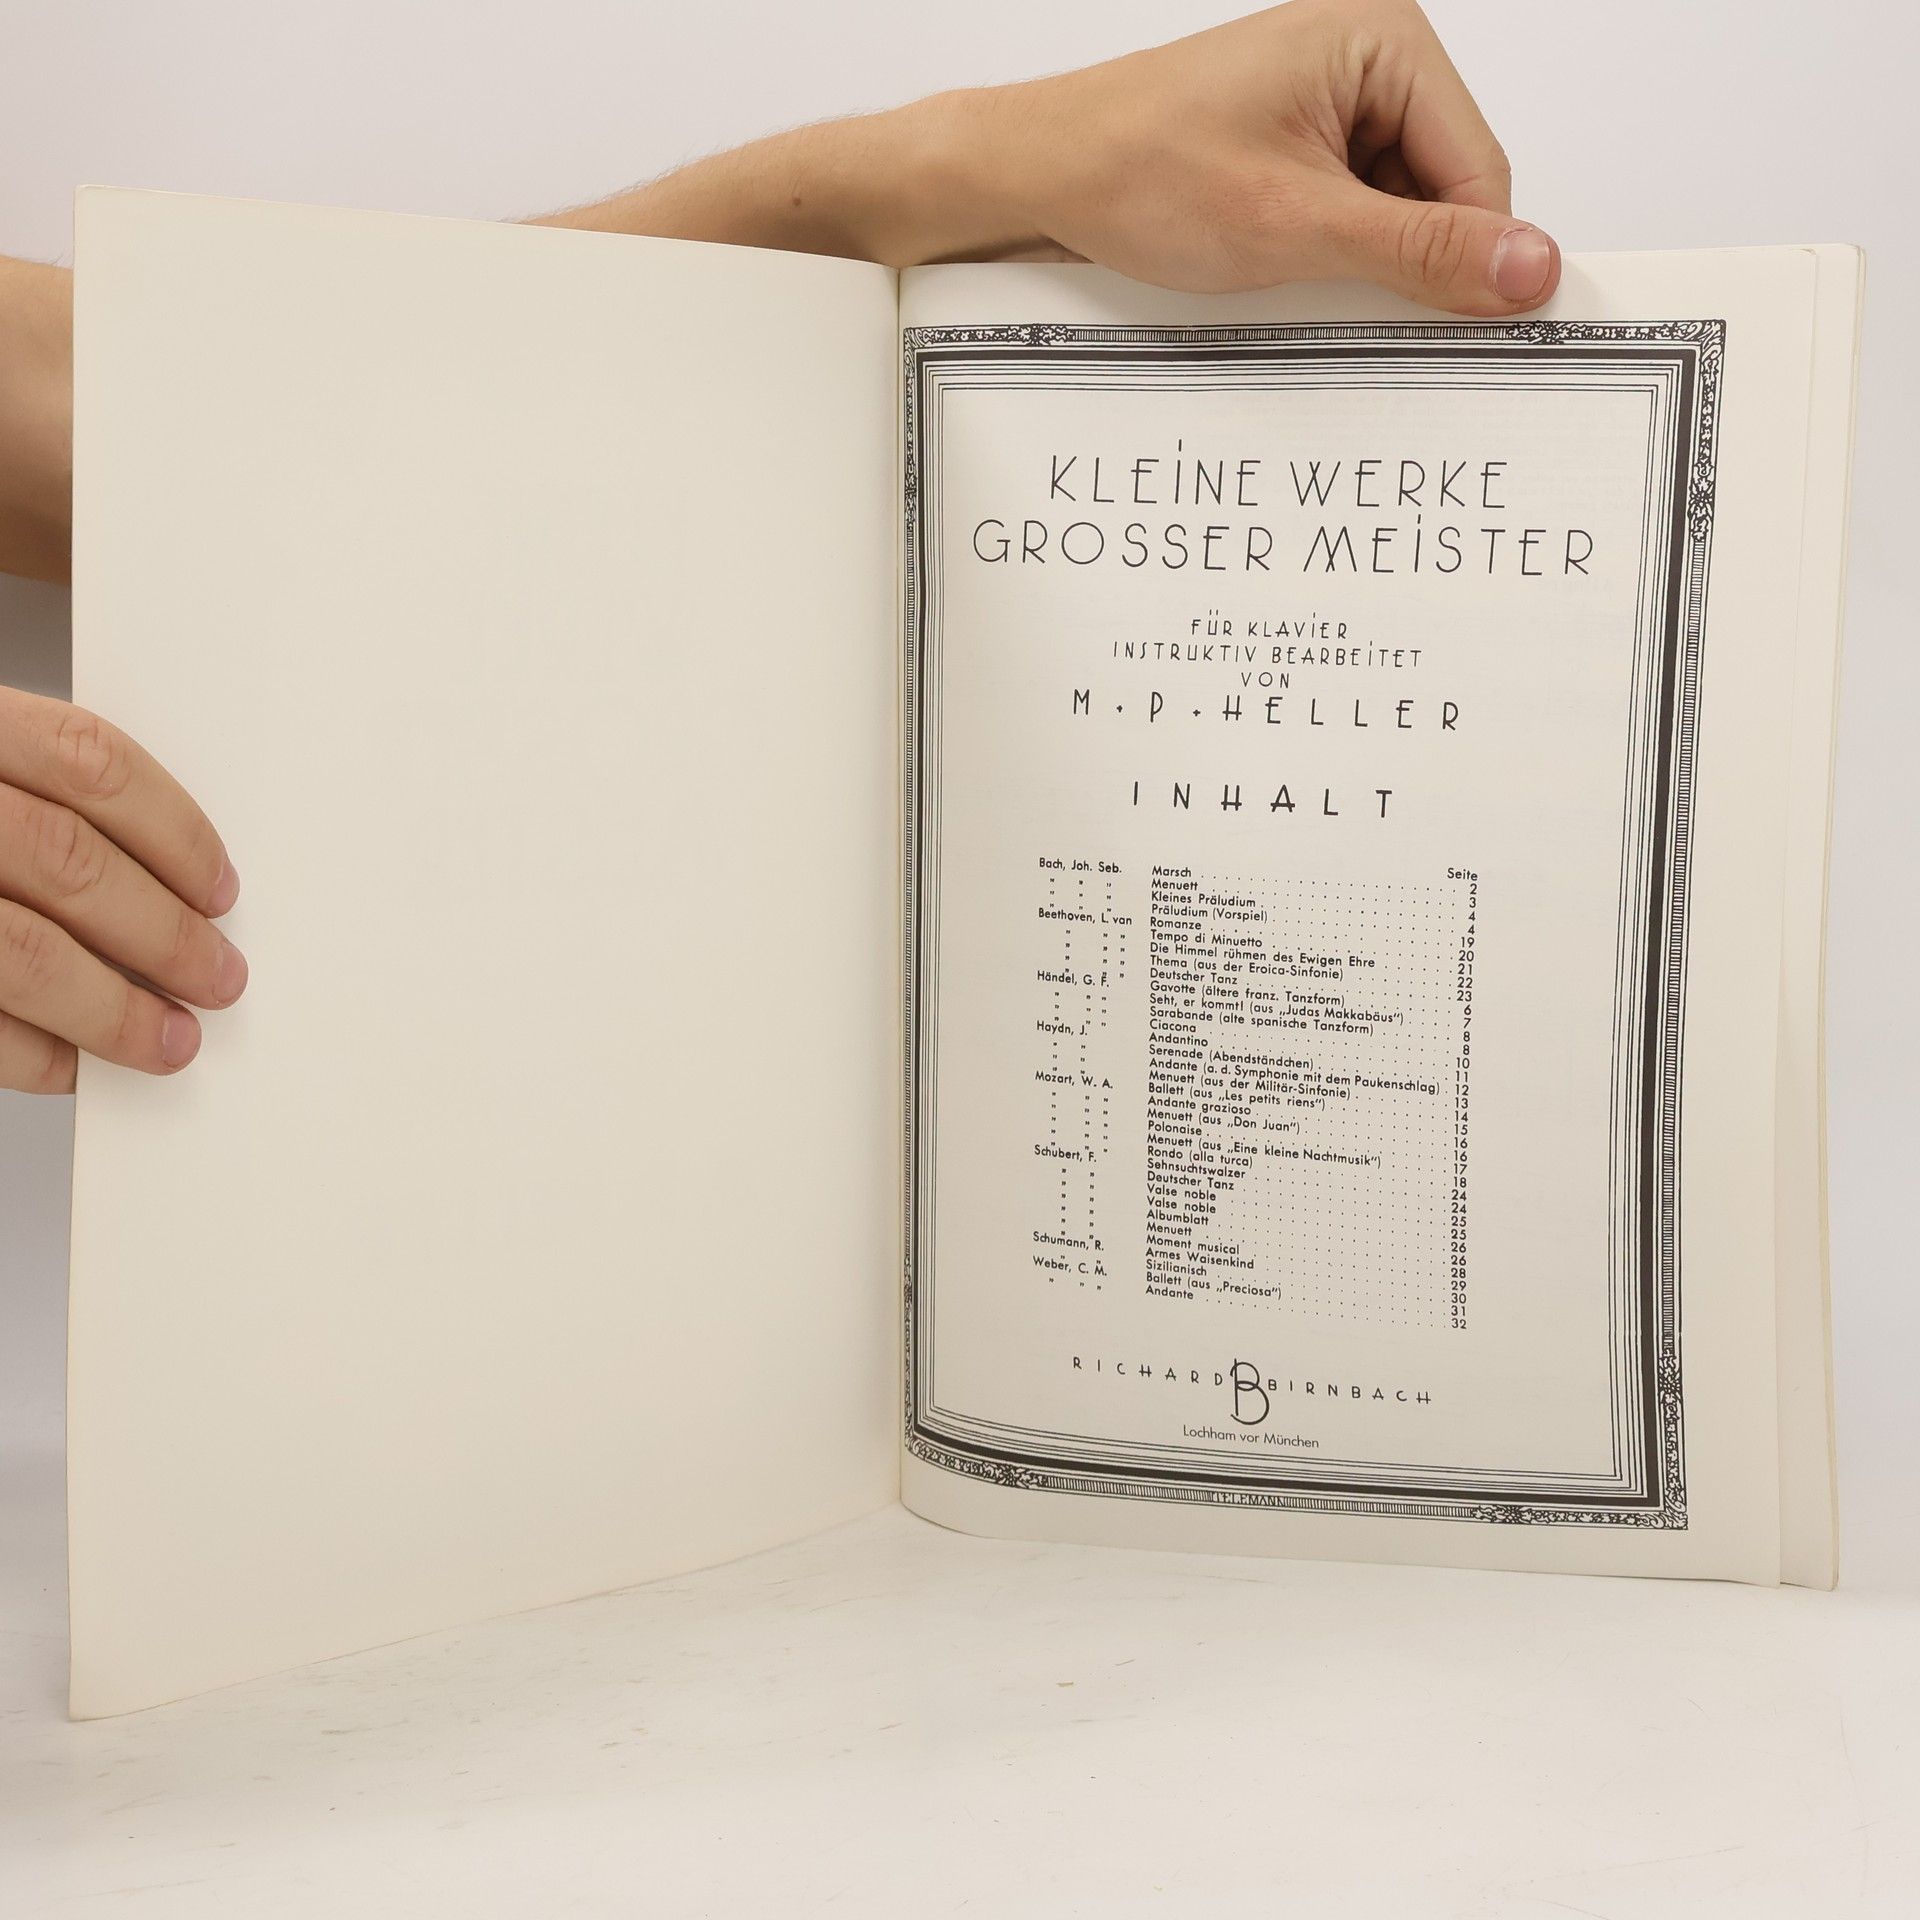 KLEINE WERKE
GROSSER MEISTER
FÜR KLAVIER
INSTRUKTIV BEARBEITET
VON
M. P. HELLER
INHALT
Seite
Bach, Joh. Seb. Marsch 2
" " " Menuett 3
" " " Kleines Präludium 4
" " " Präludium (Vorspiel) 4
Beethoven, L. van Romanze 19
" " " Tempo di Minuetto 20
" " " Die Himmel rühmen des Ewigen Ehre 21
" " " Thema (aus der Eroica-Sinfonie) 22
" " " Deutscher Tanz 23
Händel, G. F. Gavotte (ältere franz. Tanzform) 6
" " " Seht, er kommt! (aus „Judas Makkabäus“) 7
" " " Sarabande (alte spanische Tanzform) 8
" " " Ciacona 8
Haydn, J. Andantino 10
" " Serenade (Abendständchen) 11
" " Andante (a. d. Symphonie mit dem Paukenschlag) 12
" " Menuett (aus der Militär-Sinfonie) 13
Mozart, W. A. Ballett (aus „Les petits riens“) 14
" " " Andante grazioso 15
" " " Menuett (aus „Don Juan“) 16
" " " Polonaise 16
" " " Menuett (aus „Eine kleine Nachtmusik“) 17
" " " Rondo (alla turca) 18
Schubert, F. Sehnsuchtswalzer 24
" " Deutscher Tanz 24
" " Valse noble 25
" " Valse noble 25
" " Albumblatt 26
" " Menuett 26
" " Moment musical 28
Schumann, R. Armes Waisenkind 29
" " Sizilianisch 30
Weber, C. M. Ballett (aus „Preciosa“) 31
" " " Andante 32
RICHARD B BIRNBACH
Lochham vor München
TELEMANN